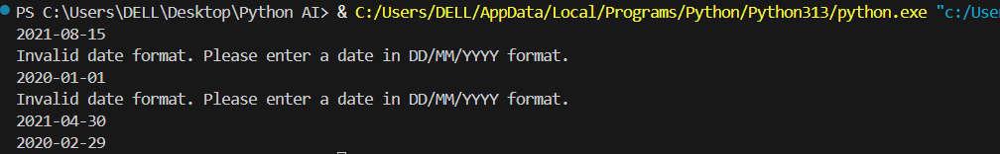 PS C:\Users\DELL\Desktop\Python AI> & C:/Users/DELL/AppData/Local/Programs/Python/Python313/python.exe "c:/Use
2021-08-15
Invalid date format. Please enter a date in DD/MM/YYYY format.
2020-01-01
Invalid date format. Please enter a date in DD/MM/YYYY format.
2021-04-30
2020-02-29